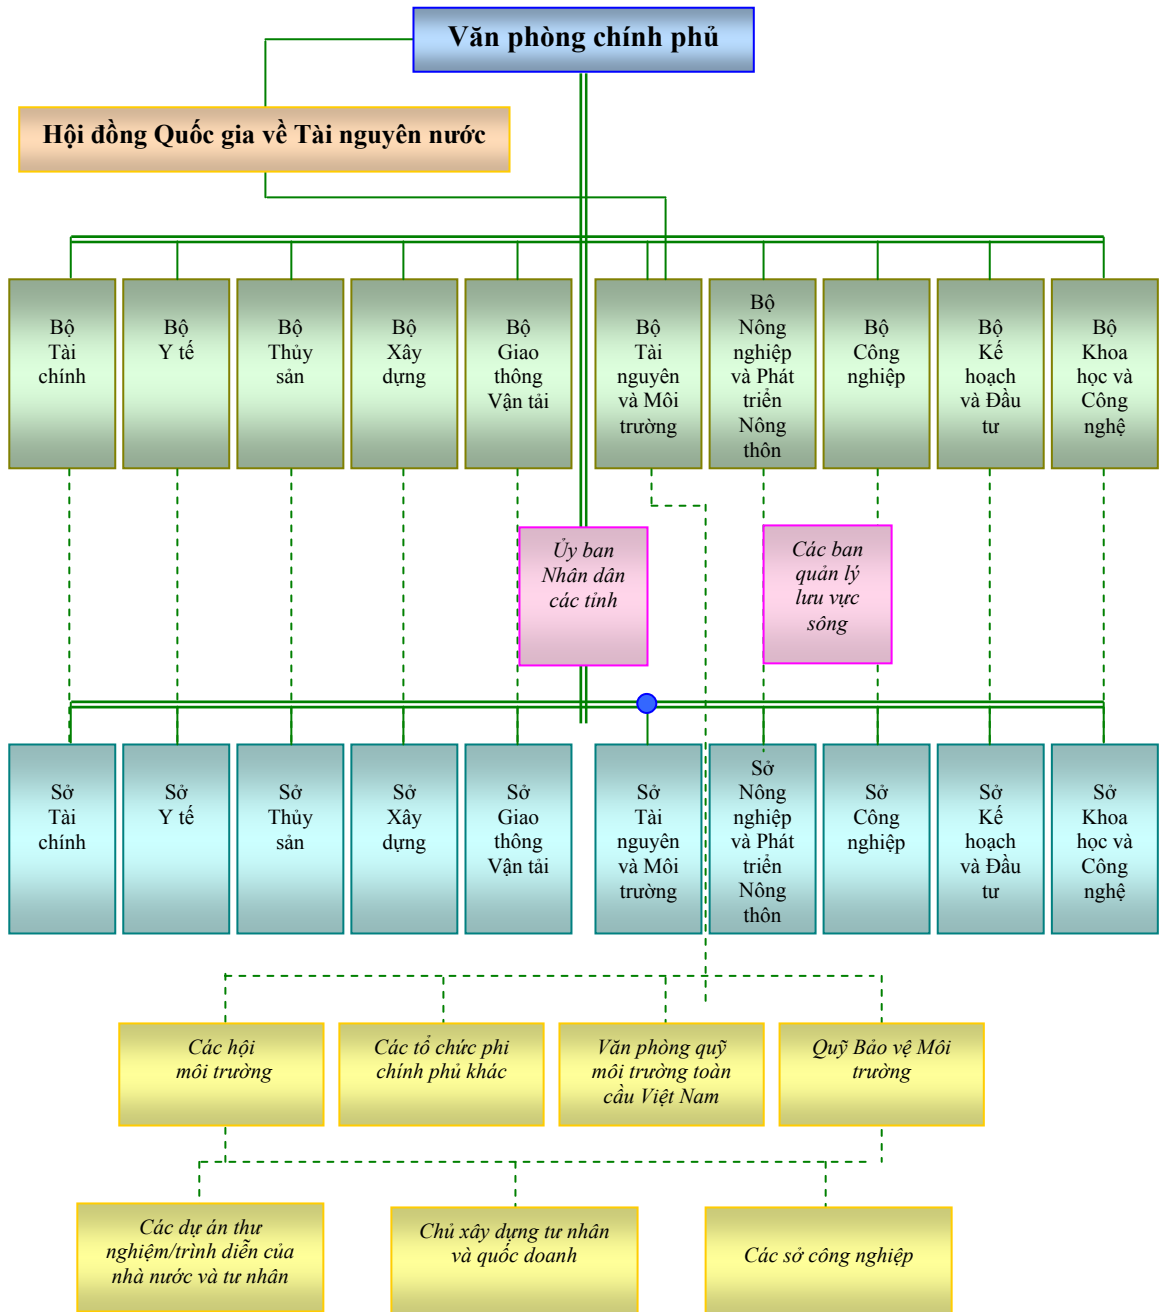 Văn phòng chính phủ
Hội đồng Quốc gia về Tài nguyên nước
Bộ
Tài
chính
Bộ
Y tế
Bộ
Thủy
sản
Bộ
Xây
dựng
Bộ
Giao
thông
Vận tải
Bộ
Tài
nguyên
và Môi
trường
Bộ
Nông
nghiệp
và Phát
triển
Nông
thôn
Bộ
Công
nghiệp
Bộ
Kế
hoạch
và Đầu
tư
Bộ
Khoa
học và
Công
nghệ
Ủy ban
Nhân dân
các tỉnh
Các ban
quản lý
lưu vực
sông
Sở
Tài
chính
Sở
Y tế
Sở
Thủy
sản
Sở
Xây
dựng
Sở
Giao
thông
Vận tải
Sở
Tài
nguyên
và Môi
trường
Sở
Nông
nghiệp
và Phát
triển
Nông
thôn
Sở
Công
nghiệp
Sở
Kế
hoạch
và Đầu
tư
Sở
Khoa
học và
Công
nghệ
Các hội
môi trường
Các tổ chức phi
chính phủ khác
Văn phòng quỹ
môi trường toàn
cầu Việt Nam
Quỹ Bảo vệ Môi
trường
Các dự án thư
nghiệm/trình diễn của
nhà nước và tư nhân
Chủ xây dựng tư nhân
và quốc doanh
Các sở công nghiệp